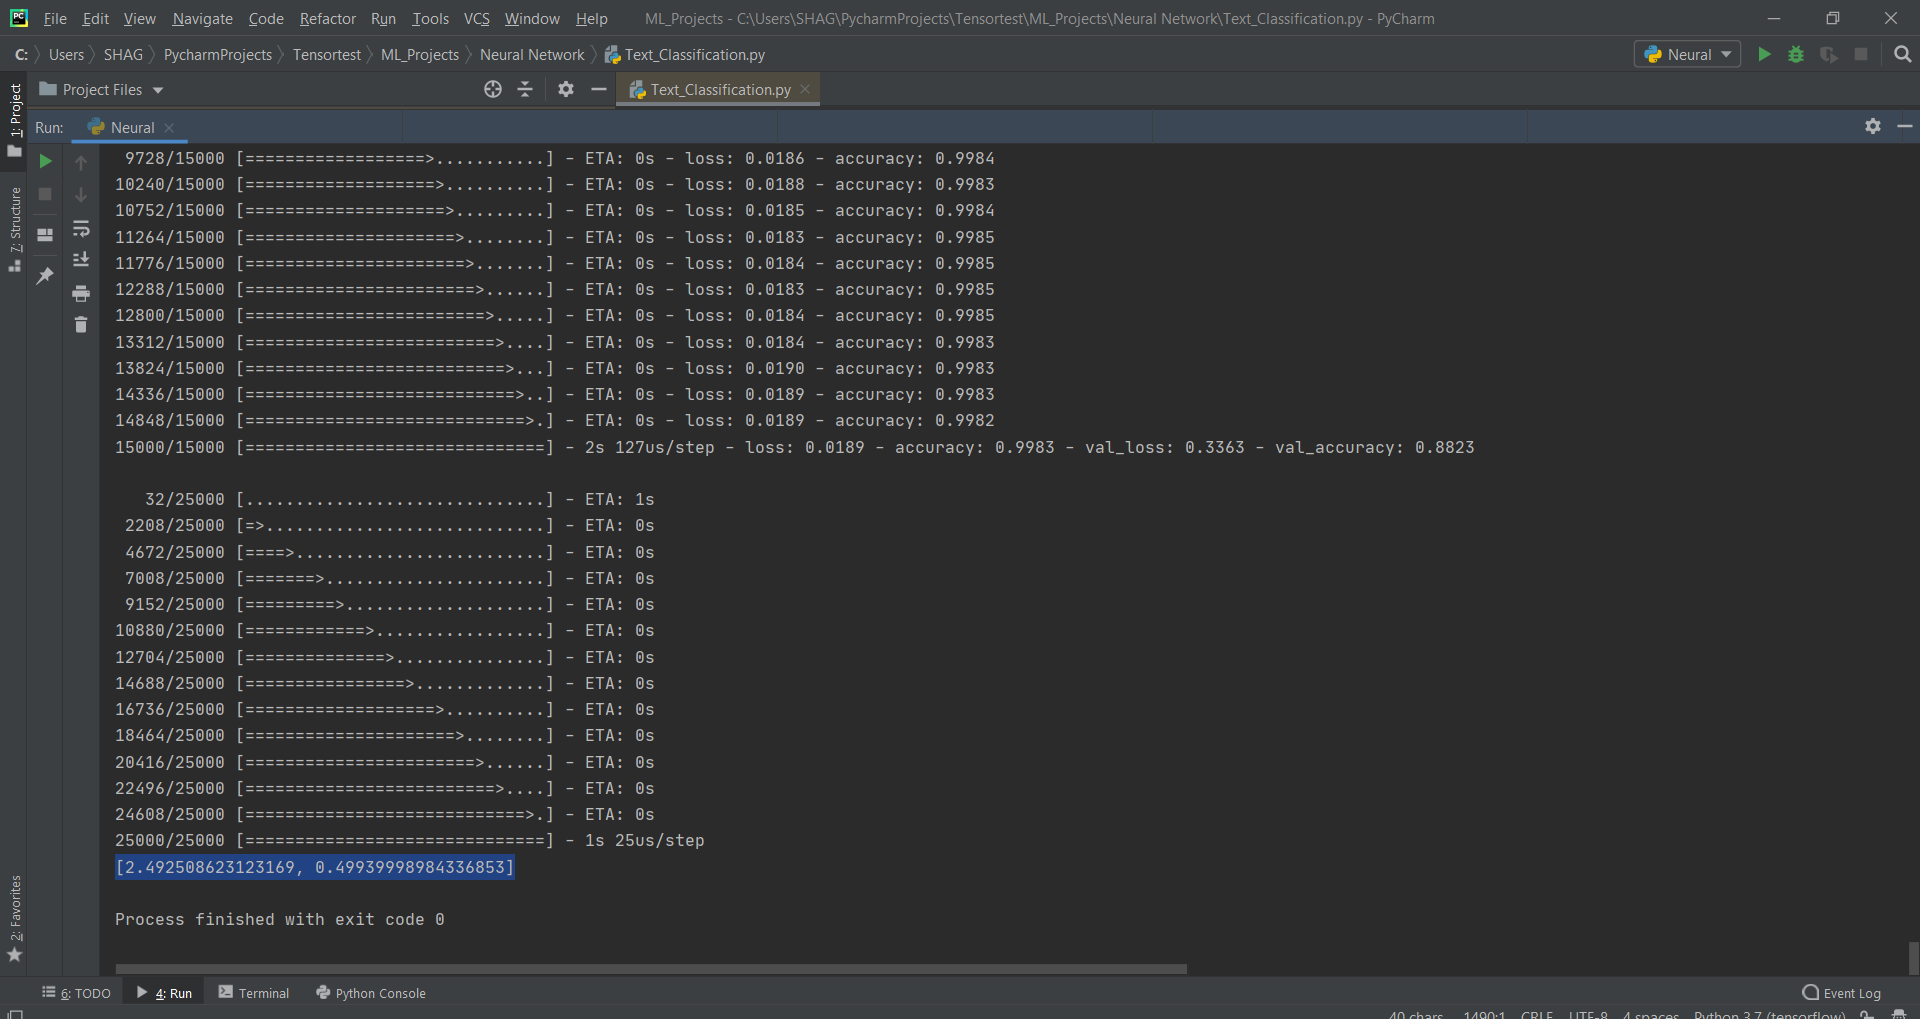 File Edit View Navigate Code Refactor Run Tools VCS Window Help ML_Projects - C:\Users\SHAG\PycharmProjects\Tensortest\ML_Projects\Neural Network\Text_Classification.py - PyCharm
C: Users SHAG PycharmProjects Tensortest ML_Projects Neural Network Text_Classification.py Neural
Project Files Text_Classification.py
1: Project
Run: Neural
7: Structure
2: Favorites
9728/15000 [==================>...........] - ETA: 0s - loss: 0.0186 - accuracy: 0.9984
10240/15000 [===================>..........] - ETA: 0s - loss: 0.0188 - accuracy: 0.9983
10752/15000 [====================>.........] - ETA: 0s - loss: 0.0185 - accuracy: 0.9984
11264/15000 [=====================>........] - ETA: 0s - loss: 0.0183 - accuracy: 0.9985
11776/15000 [======================>.......] - ETA: 0s - loss: 0.0184 - accuracy: 0.9985
12288/15000 [=======================>......] - ETA: 0s - loss: 0.0183 - accuracy: 0.9985
12800/15000 [========================>.....] - ETA: 0s - loss: 0.0184 - accuracy: 0.9985
13312/15000 [=========================>....] - ETA: 0s - loss: 0.0184 - accuracy: 0.9983
13824/15000 [==========================>...] - ETA: 0s - loss: 0.0190 - accuracy: 0.9983
14336/15000 [===========================>..] - ETA: 0s - loss: 0.0189 - accuracy: 0.9983
14848/15000 [============================>.] - ETA: 0s - loss: 0.0189 - accuracy: 0.9982
15000/15000 [==============================] - 2s 127us/step - loss: 0.0189 - accuracy: 0.9983 - val_loss: 0.3363 - val_accuracy: 0.8823
32/25000 [..............................] - ETA: 1s
2208/25000 [=>............................] - ETA: 0s
4672/25000 [====>.........................] - ETA: 0s
7008/25000 [=======>......................] - ETA: 0s
9152/25000 [=========>....................] - ETA: 0s
10880/25000 [============>.................] - ETA: 0s
12704/25000 [==============>...............] - ETA: 0s
14688/25000 [================>.............] - ETA: 0s
16736/25000 [===================>..........] - ETA: 0s
18464/25000 [=====================>........] - ETA: 0s
20416/25000 [=======================>......] - ETA: 0s
22496/25000 [=========================>....] - ETA: 0s
24608/25000 [============================>.] - ETA: 0s
25000/25000 [==============================] - 1s 25us/step
[2.492508623123169, 0.49939998984336853]
Process finished with exit code 0
6: TODO 4: Run Terminal Python Console Event Log
40 chars 1490:1 CRLF UTF-8 4 spaces Python 3.7 (tensorflow)